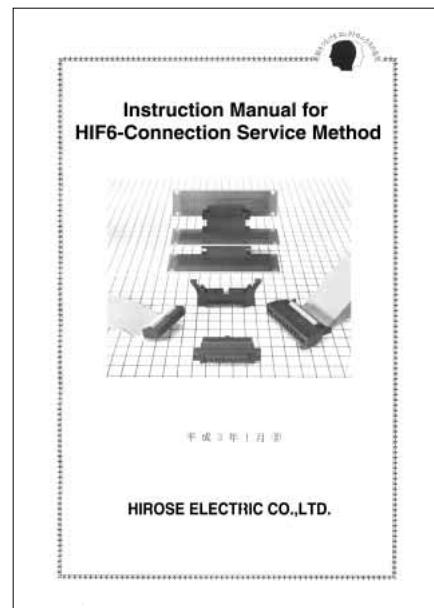 Instruction Manual for
HIF6-Connection Service Method
平成3年1月
HIROSE ELECTRIC CO.,LTD.